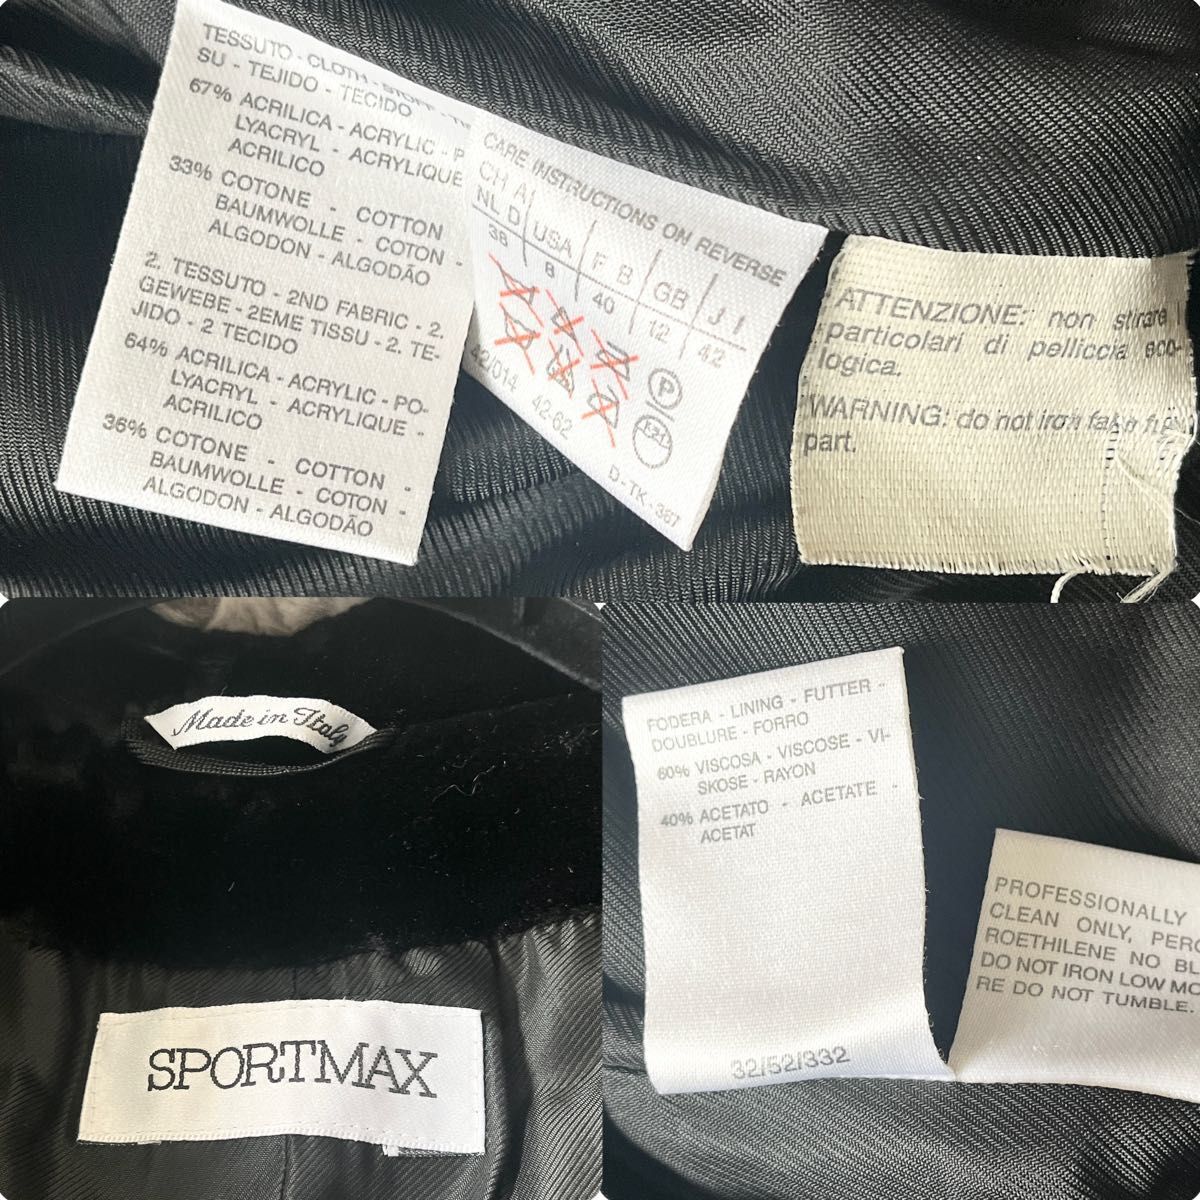 TESSUTO - CLOTH - STOFF - TI
SU - TEJIDO - TECIDO
67% ACRILICA - ACRYLIC - P
LYACRYL - ACRYLIQUE
ACRILICO
33% COTONE - COTTON
BAUMWOLLE - COTON -
ALGODON - ALGODÃO
2. TESSUTO - 2ND FABRIC - 2.
GEWEBE - 2EME TISSU - 2. TE-
JIDO - 2 TECIDO
64% ACRILICA - ACRYLIC - PO-
LYACRYL - ACRYLIQUE -
ACRILICO
36% COTONE - COTTON -
BAUMWOLLE - COTON -
ALGODON - ALGODÃO
CARE INSTRUCTIONS ON REVERSE
CH A
NL D USA F B GB J I
38 8 40 12 42
P
42/014 42-62 D-TK-387
ATTENZIONE: non stirare
particolari di pelliccia eco-
logica.
WARNING: do not iron fake fur
part.
Made in Italy
SPORTMAX
FODERA - LINING - FUTTER -
DOUBLURE - FORRO
60% VISCOSA - VISCOSE - VI-
SKOSE - RAYON
40% ACETATO - ACETATE -
ACETAT
32/52/332
PROFESSIONALLY
CLEAN ONLY, PERC
ROETHILENE NO BL
DO NOT IRON LOW MO
RE DO NOT TUMBLE.